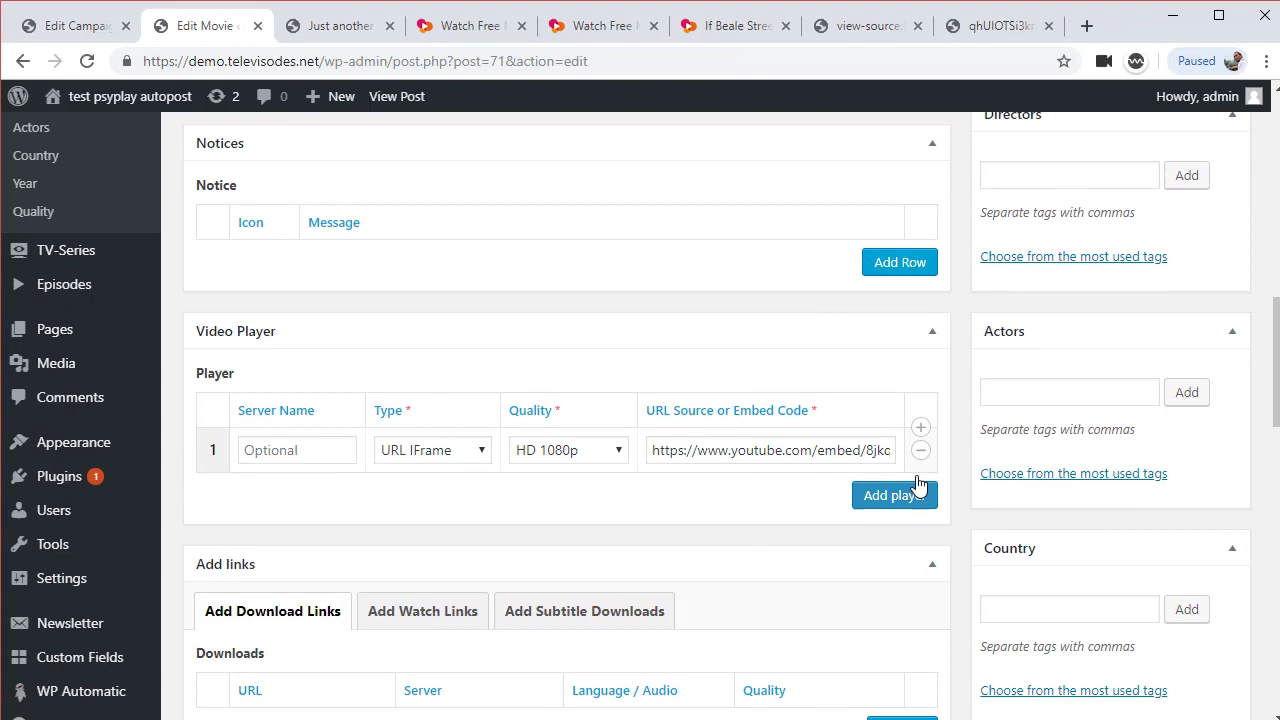 Edit Campai
Edit Movie
Just another
Watch Free
Watch Free
If Beale Stre
view-source:
qhUIOTSi3kr
https://demo.televisodes.net/wp-admin/post.php?post=71&action=edit
Paused
test psyplay autopost
2
0
New
View Post
Howdy, admin
Actors
Country
Year
Quality
TV-Series
Episodes
Pages
Media
Comments
Appearance
Plugins 1
Users
Tools
Settings
Newsletter
Custom Fields
WP Automatic
Notices
Notice
Icon
Message
Add Row
Video Player
Player
Server Name
Type *
Quality *
URL Source or Embed Code *
1
Optional
URL IFrame
HD 1080p
https://www.youtube.com/embed/8jkq
Add player
Add links
Add Download Links
Add Watch Links
Add Subtitle Downloads
Downloads
URL
Server
Language / Audio
Quality
Directors
Add
Separate tags with commas
Choose from the most used tags
Actors
Add
Separate tags with commas
Choose from the most used tags
Country
Add
Separate tags with commas
Choose from the most used tags